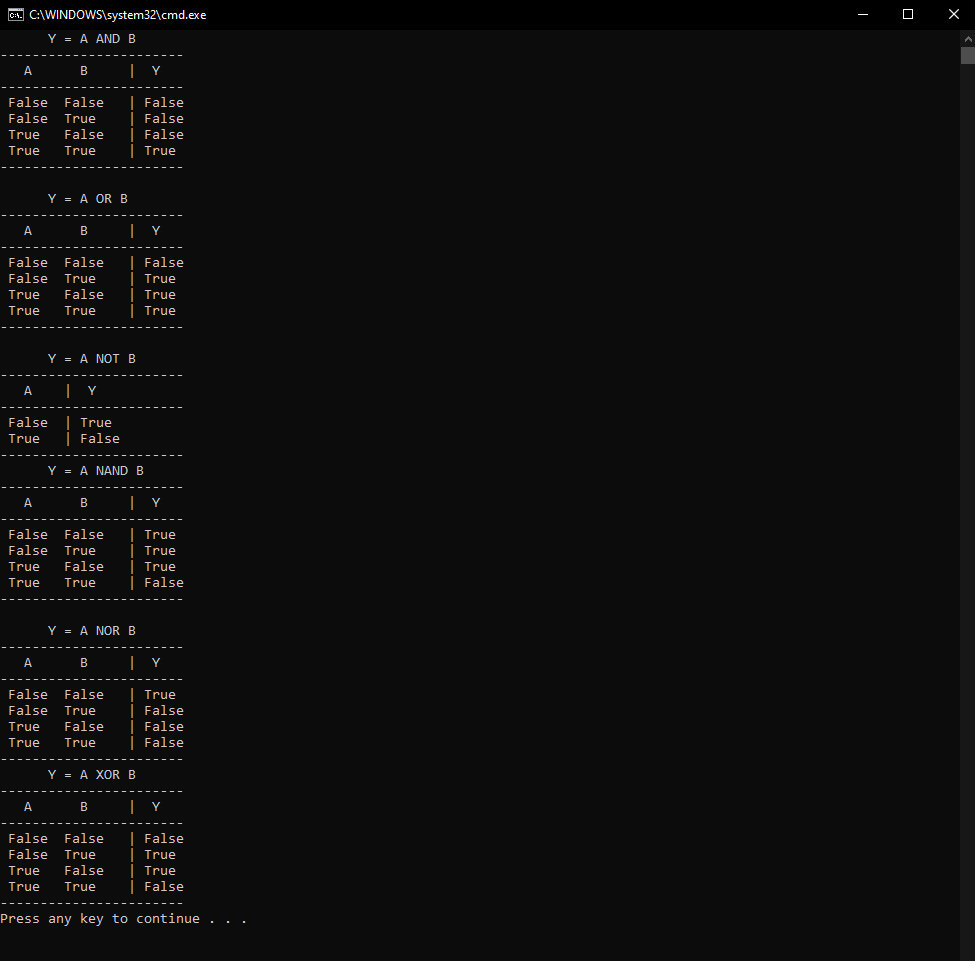 C:\WINDOWS\system32\cmd.exe
      Y = A AND B
-----------------------
   A      B     |  Y
-----------------------
 False  False   | False
 False  True    | False
 True   False   | False
 True   True    | True
-----------------------

      Y = A OR B
-----------------------
   A      B     |  Y
-----------------------
 False  False   | False
 False  True    | True
 True   False   | True
 True   True    | True
-----------------------

      Y = A NOT B
-----------------------
   A    |  Y
-----------------------
 False  | True
 True   | False
-----------------------
      Y = A NAND B
-----------------------
   A      B     |  Y
-----------------------
 False  False   | True
 False  True    | True
 True   False   | True
 True   True    | False
-----------------------

      Y = A NOR B
-----------------------
   A      B     |  Y
-----------------------
 False  False   | True
 False  True    | False
 True   False   | False
 True   True    | False
-----------------------
      Y = A XOR B
-----------------------
   A      B     |  Y
-----------------------
 False  False   | False
 False  True    | True
 True   False   | True
 True   True    | False
-----------------------
Press any key to continue . . .